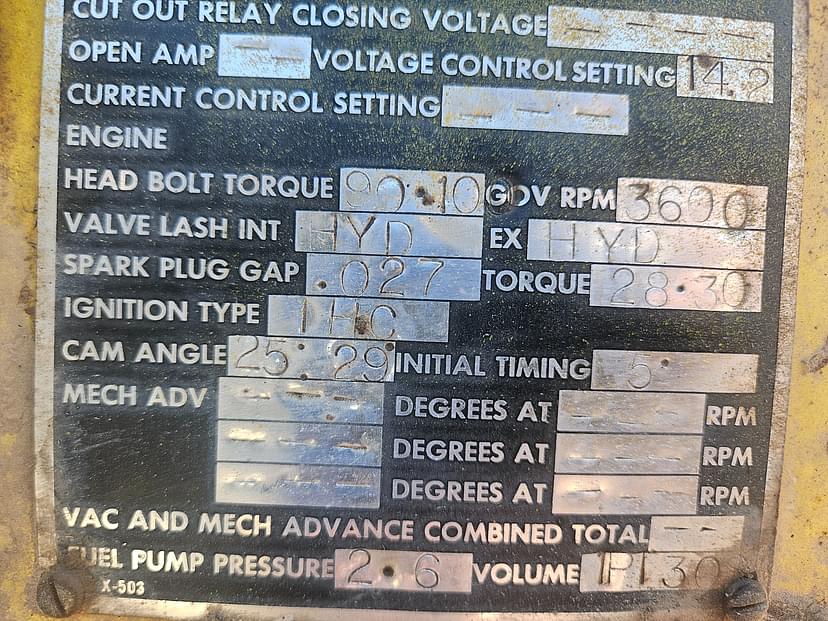 CUT OUT RELAY CLOSING VOLTAGE - - - -
OPEN AMP - - VOLTAGE CONTROL SETTING 14.2
CURRENT CONTROL SETTING - - -
ENGINE
HEAD BOLT TORQUE 90·10 GOV RPM 3600
VALVE LASH INT HYD EX HYD
SPARK PLUG GAP .027 TORQUE 28·30
IGNITION TYPE IHC
CAM ANGLE 25·29 INITIAL TIMING 5°
MECH ADV - - - DEGREES AT - - - RPM
- - - DEGREES AT - - - RPM
- - - DEGREES AT - - - RPM
VAC AND MECH ADVANCE COMBINED TOTAL - -
FUEL PUMP PRESSURE 2·6 VOLUME 1P130
X-503